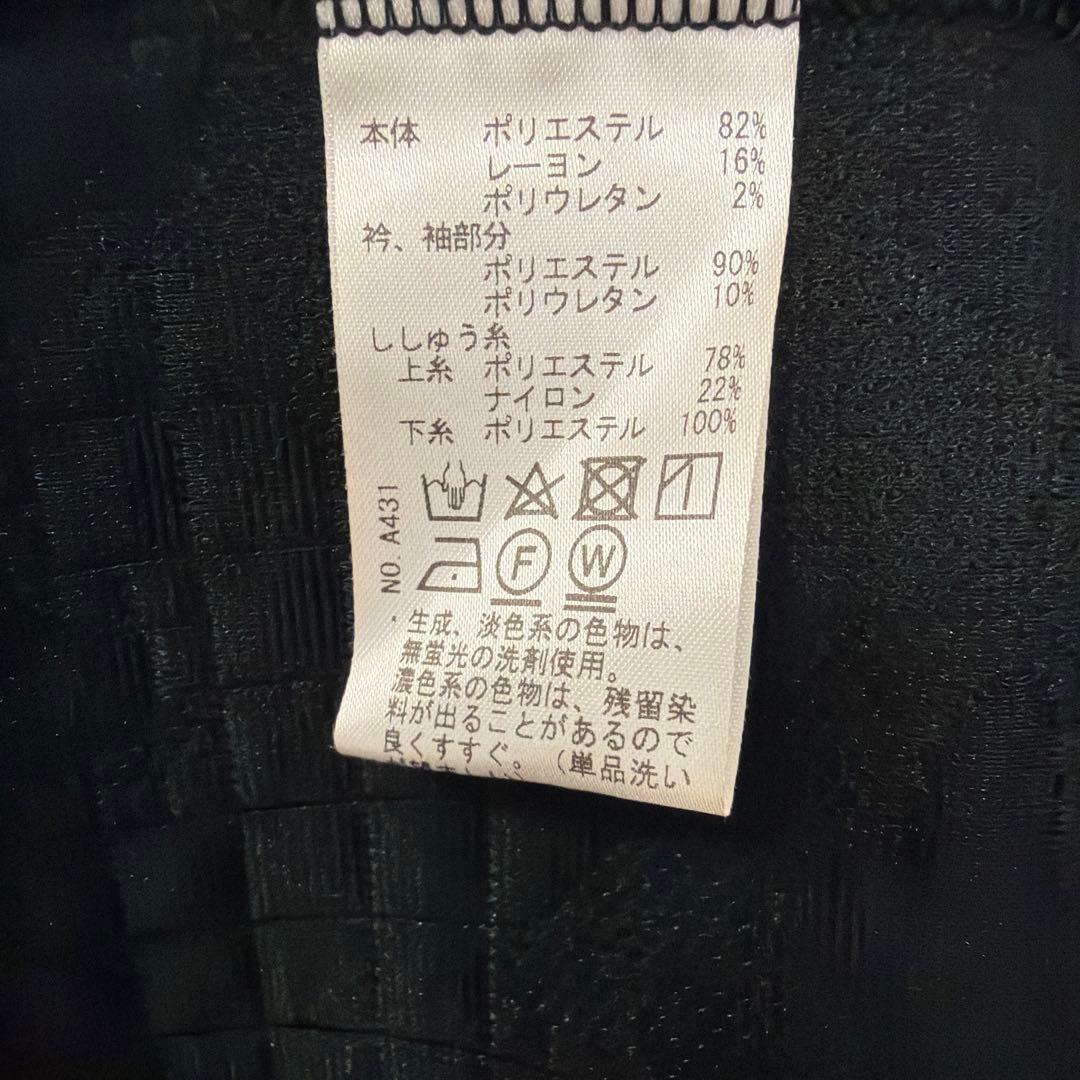 本体 ポリエステル 82%
レーヨン 16%
ポリウレタン 2%
衿、袖部分
ポリエステル 90%
ポリウレタン 10%
ししゅう糸
上糸 ポリエステル 78%
ナイロン 22%
下糸 ポリエステル 100%
NO. A431
F W
・生成、淡色系の色物は、
無蛍光の洗剤使用。
濃色系の色物は、残留染
料が出ることがあるので
良くすすぐ。(単品洗い